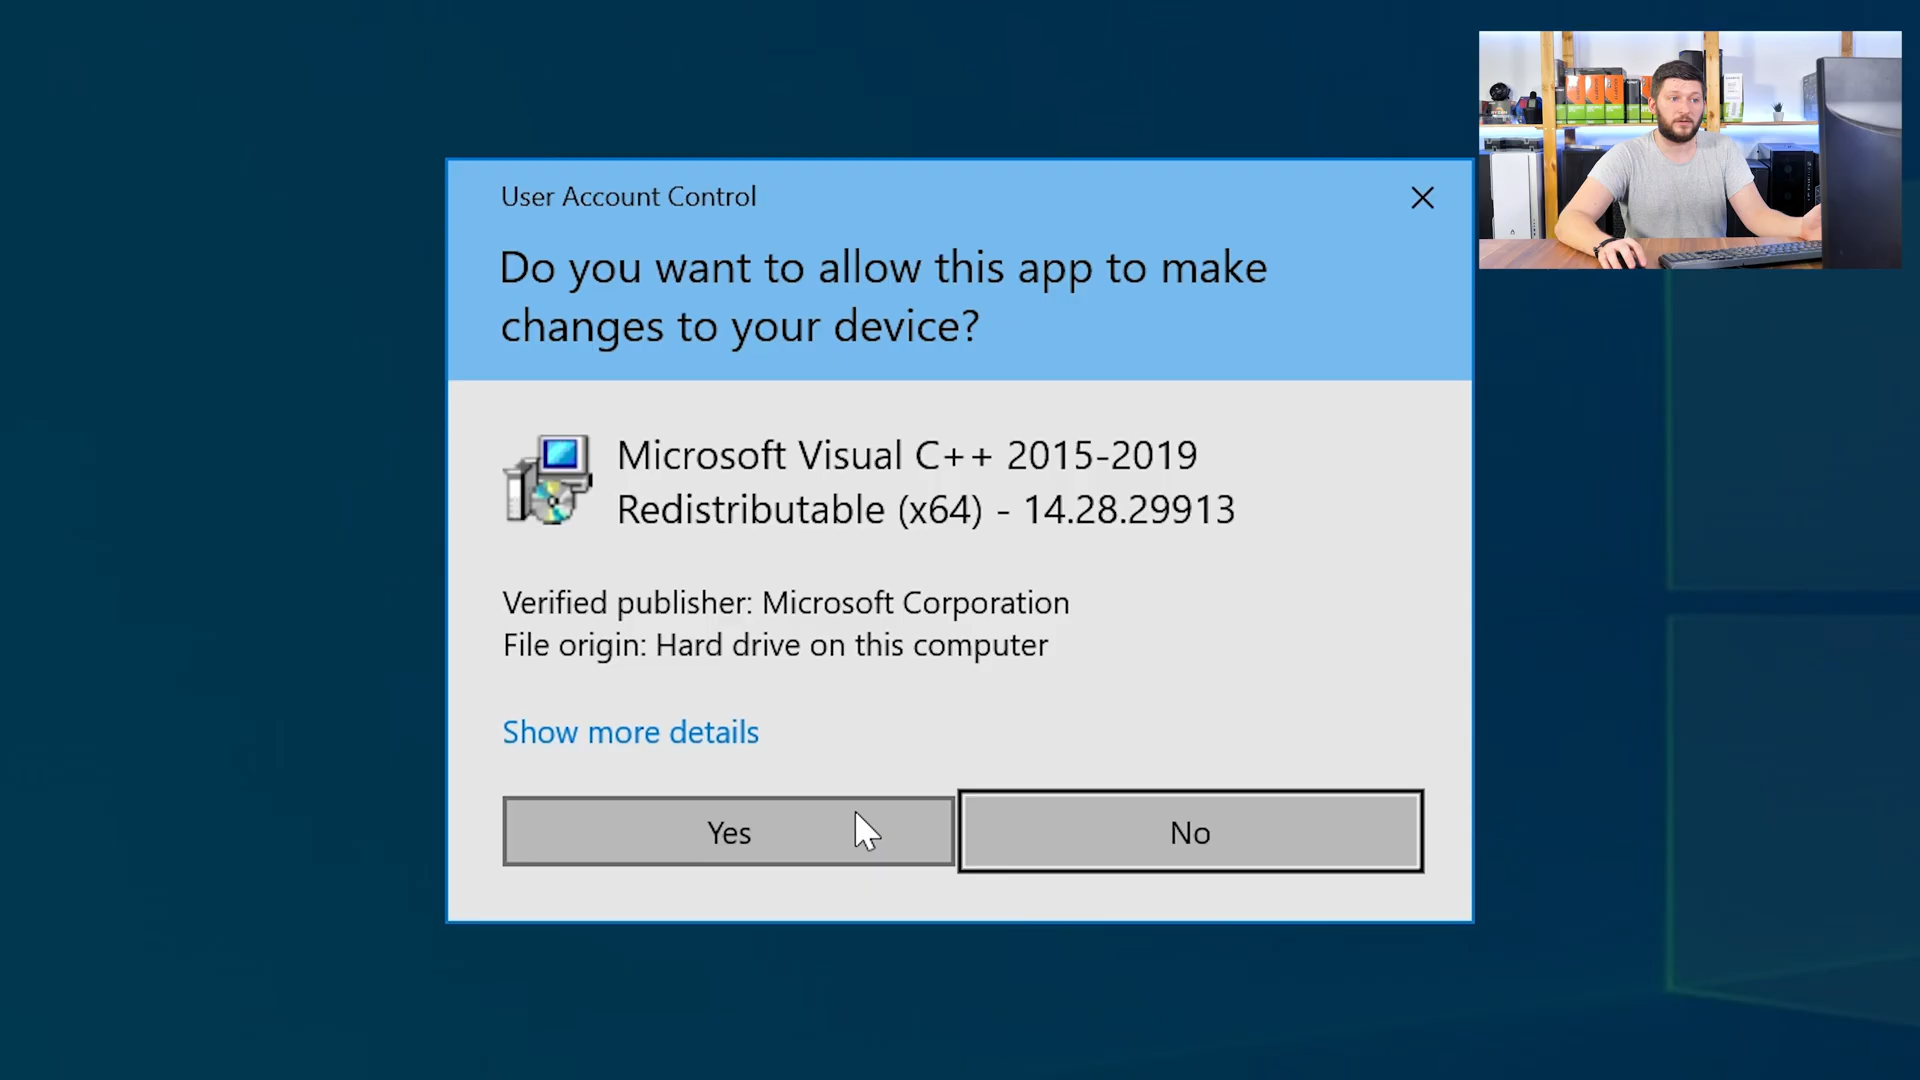 User Account Control
Do you want to allow this app to make
changes to your device?
Microsoft Visual C++ 2015-2019
Redistributable (x64) - 14.28.29913
Verified publisher: Microsoft Corporation
File origin: Hard drive on this computer
Show more details
Yes
No